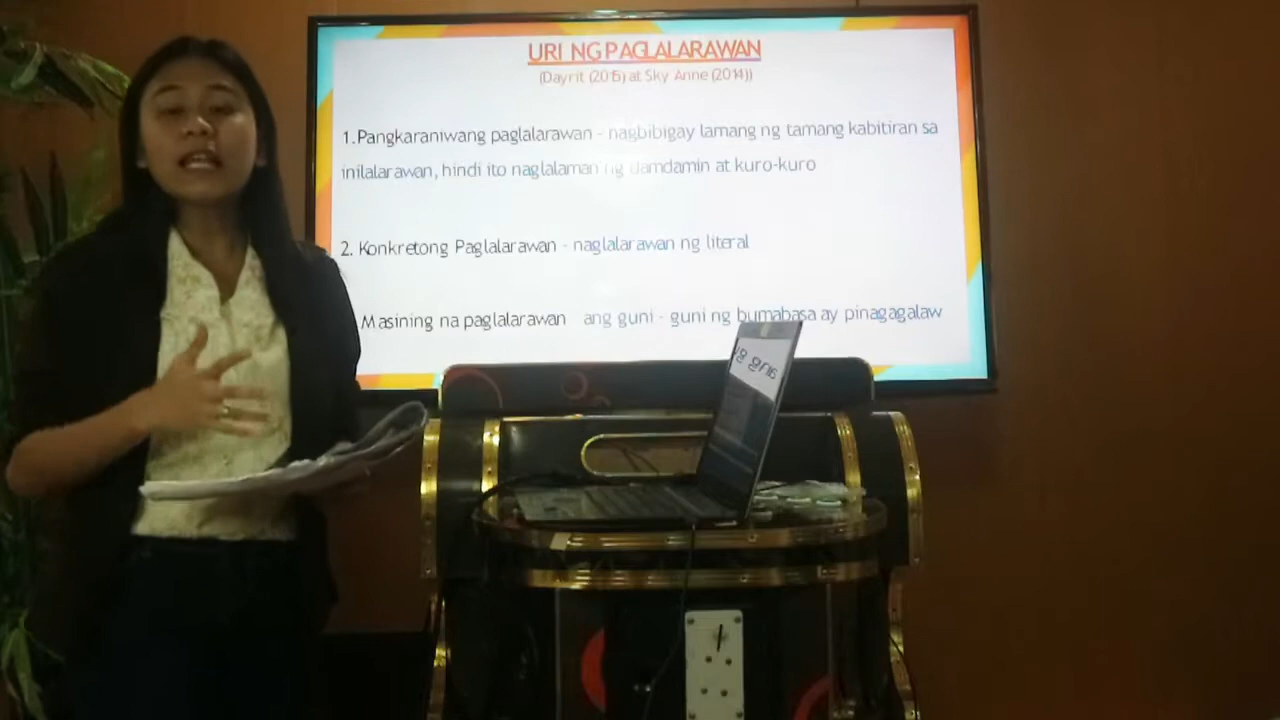 URI NG PAGLALARAWAN
(Dayrit (2015) at Sky Anne (2014))
1.Pangkaraniwang paglalarawan - nagbibigay lamang ng tamang kabitiran sa
inilalarawan, hindi ito naglalaman ng damdamin at kuro-kuro
2. Konkretong Paglalarawan - naglalarawan ng literal
Masining na paglalarawan ang guni - guni ng bumabasa ay pinagagalaw